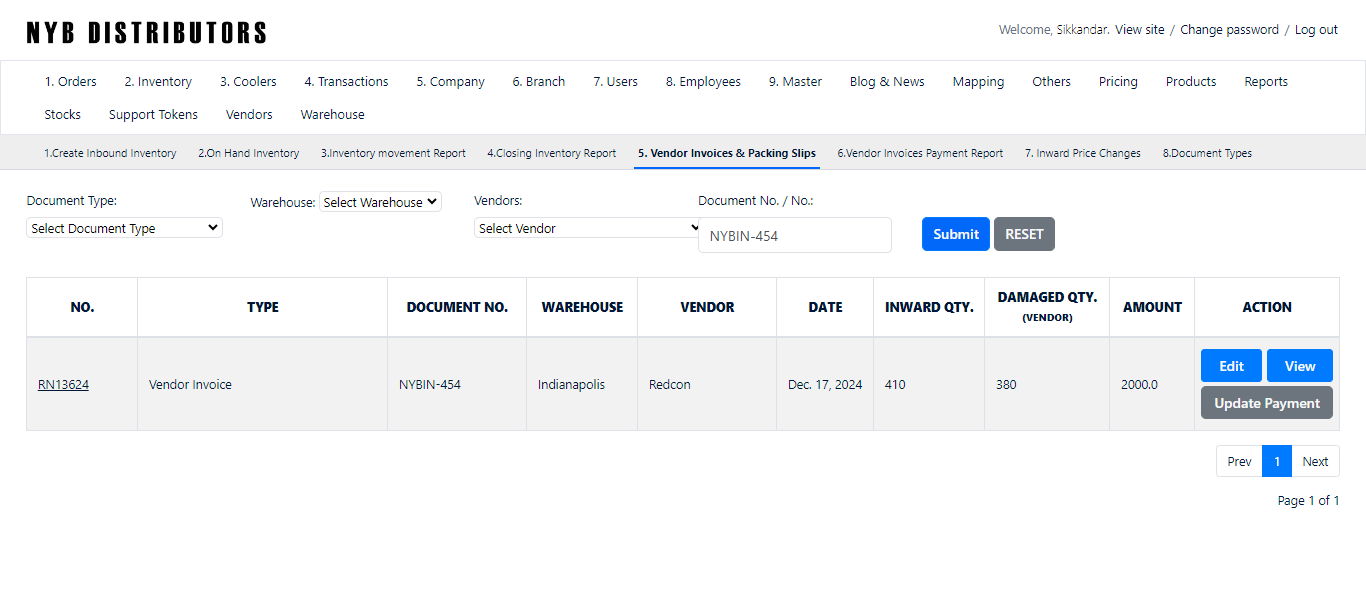 NYB DISTRIBUTORS
Welcome, Sikkandar. View site / Change password / Log out
1. Orders 2. Inventory 3. Coolers 4. Transactions 5. Company 6. Branch 7. Users 8. Employees 9. Master Blog & News Mapping Others Pricing Products Reports
Stocks Support Tokens Vendors Warehouse
1.Create Inbound Inventory 2.On Hand Inventory 3.Inventory movement Report 4.Closing Inventory Report 5. Vendor Invoices & Packing Slips 6.Vendor Invoices Payment Report 7. Inward Price Changes 8.Document Types
Document Type: Warehouse: Select Warehouse Vendors: Document No. / No.:
Select Document Type Select Vendor NYBIN-454 Submit RESET
NO. TYPE DOCUMENT NO. WAREHOUSE VENDOR DATE INWARD QTY. DAMAGED QTY. AMOUNT ACTION
(VENDOR)
RN13624 Vendor Invoice NYBIN-454 Indianapolis Redcon Dec. 17, 2024 410 380 2000.0 Edit View
Update Payment
Prev 1 Next
Page 1 of 1